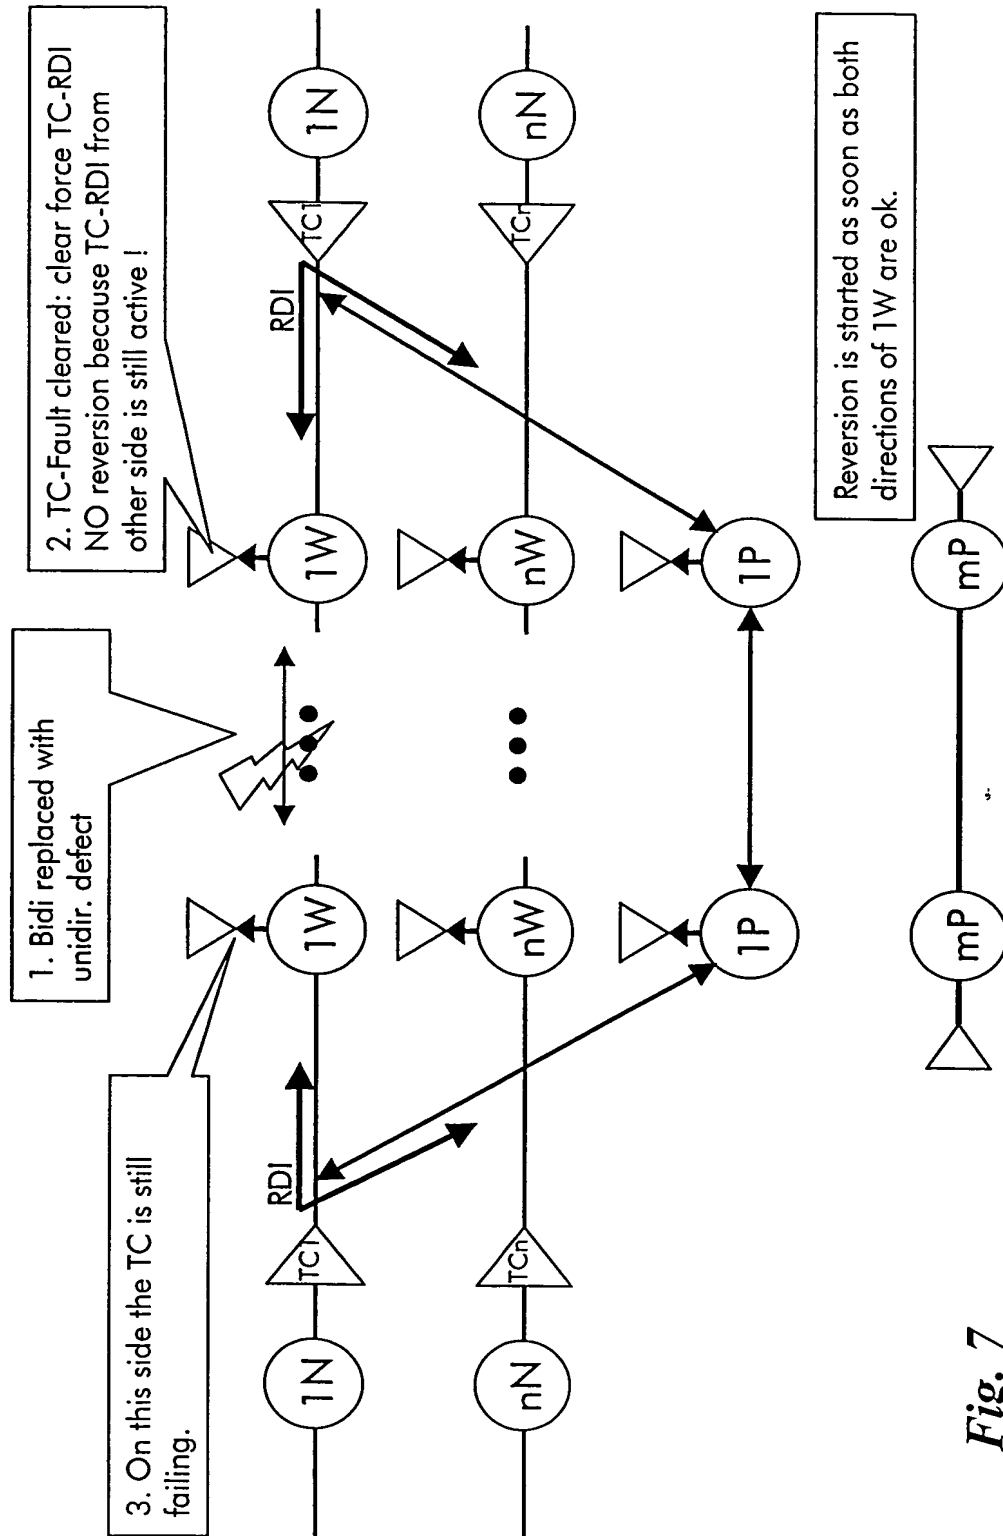 1. Bidi replaced with
unidir. defect
2. TC-Fault cleared: clear force TC-RDI
NO reversion because TC-RDI from
other side is still active !
3. On this side the TC is still
failing.
1N
TC1
RDI
1W
1W
RDI
TC1
1N
nN
TCn
nW
nW
TCn
nN
1P
1P
Reversion is started as soon as both
directions of 1W are ok.
mP
mP
Fig. 7